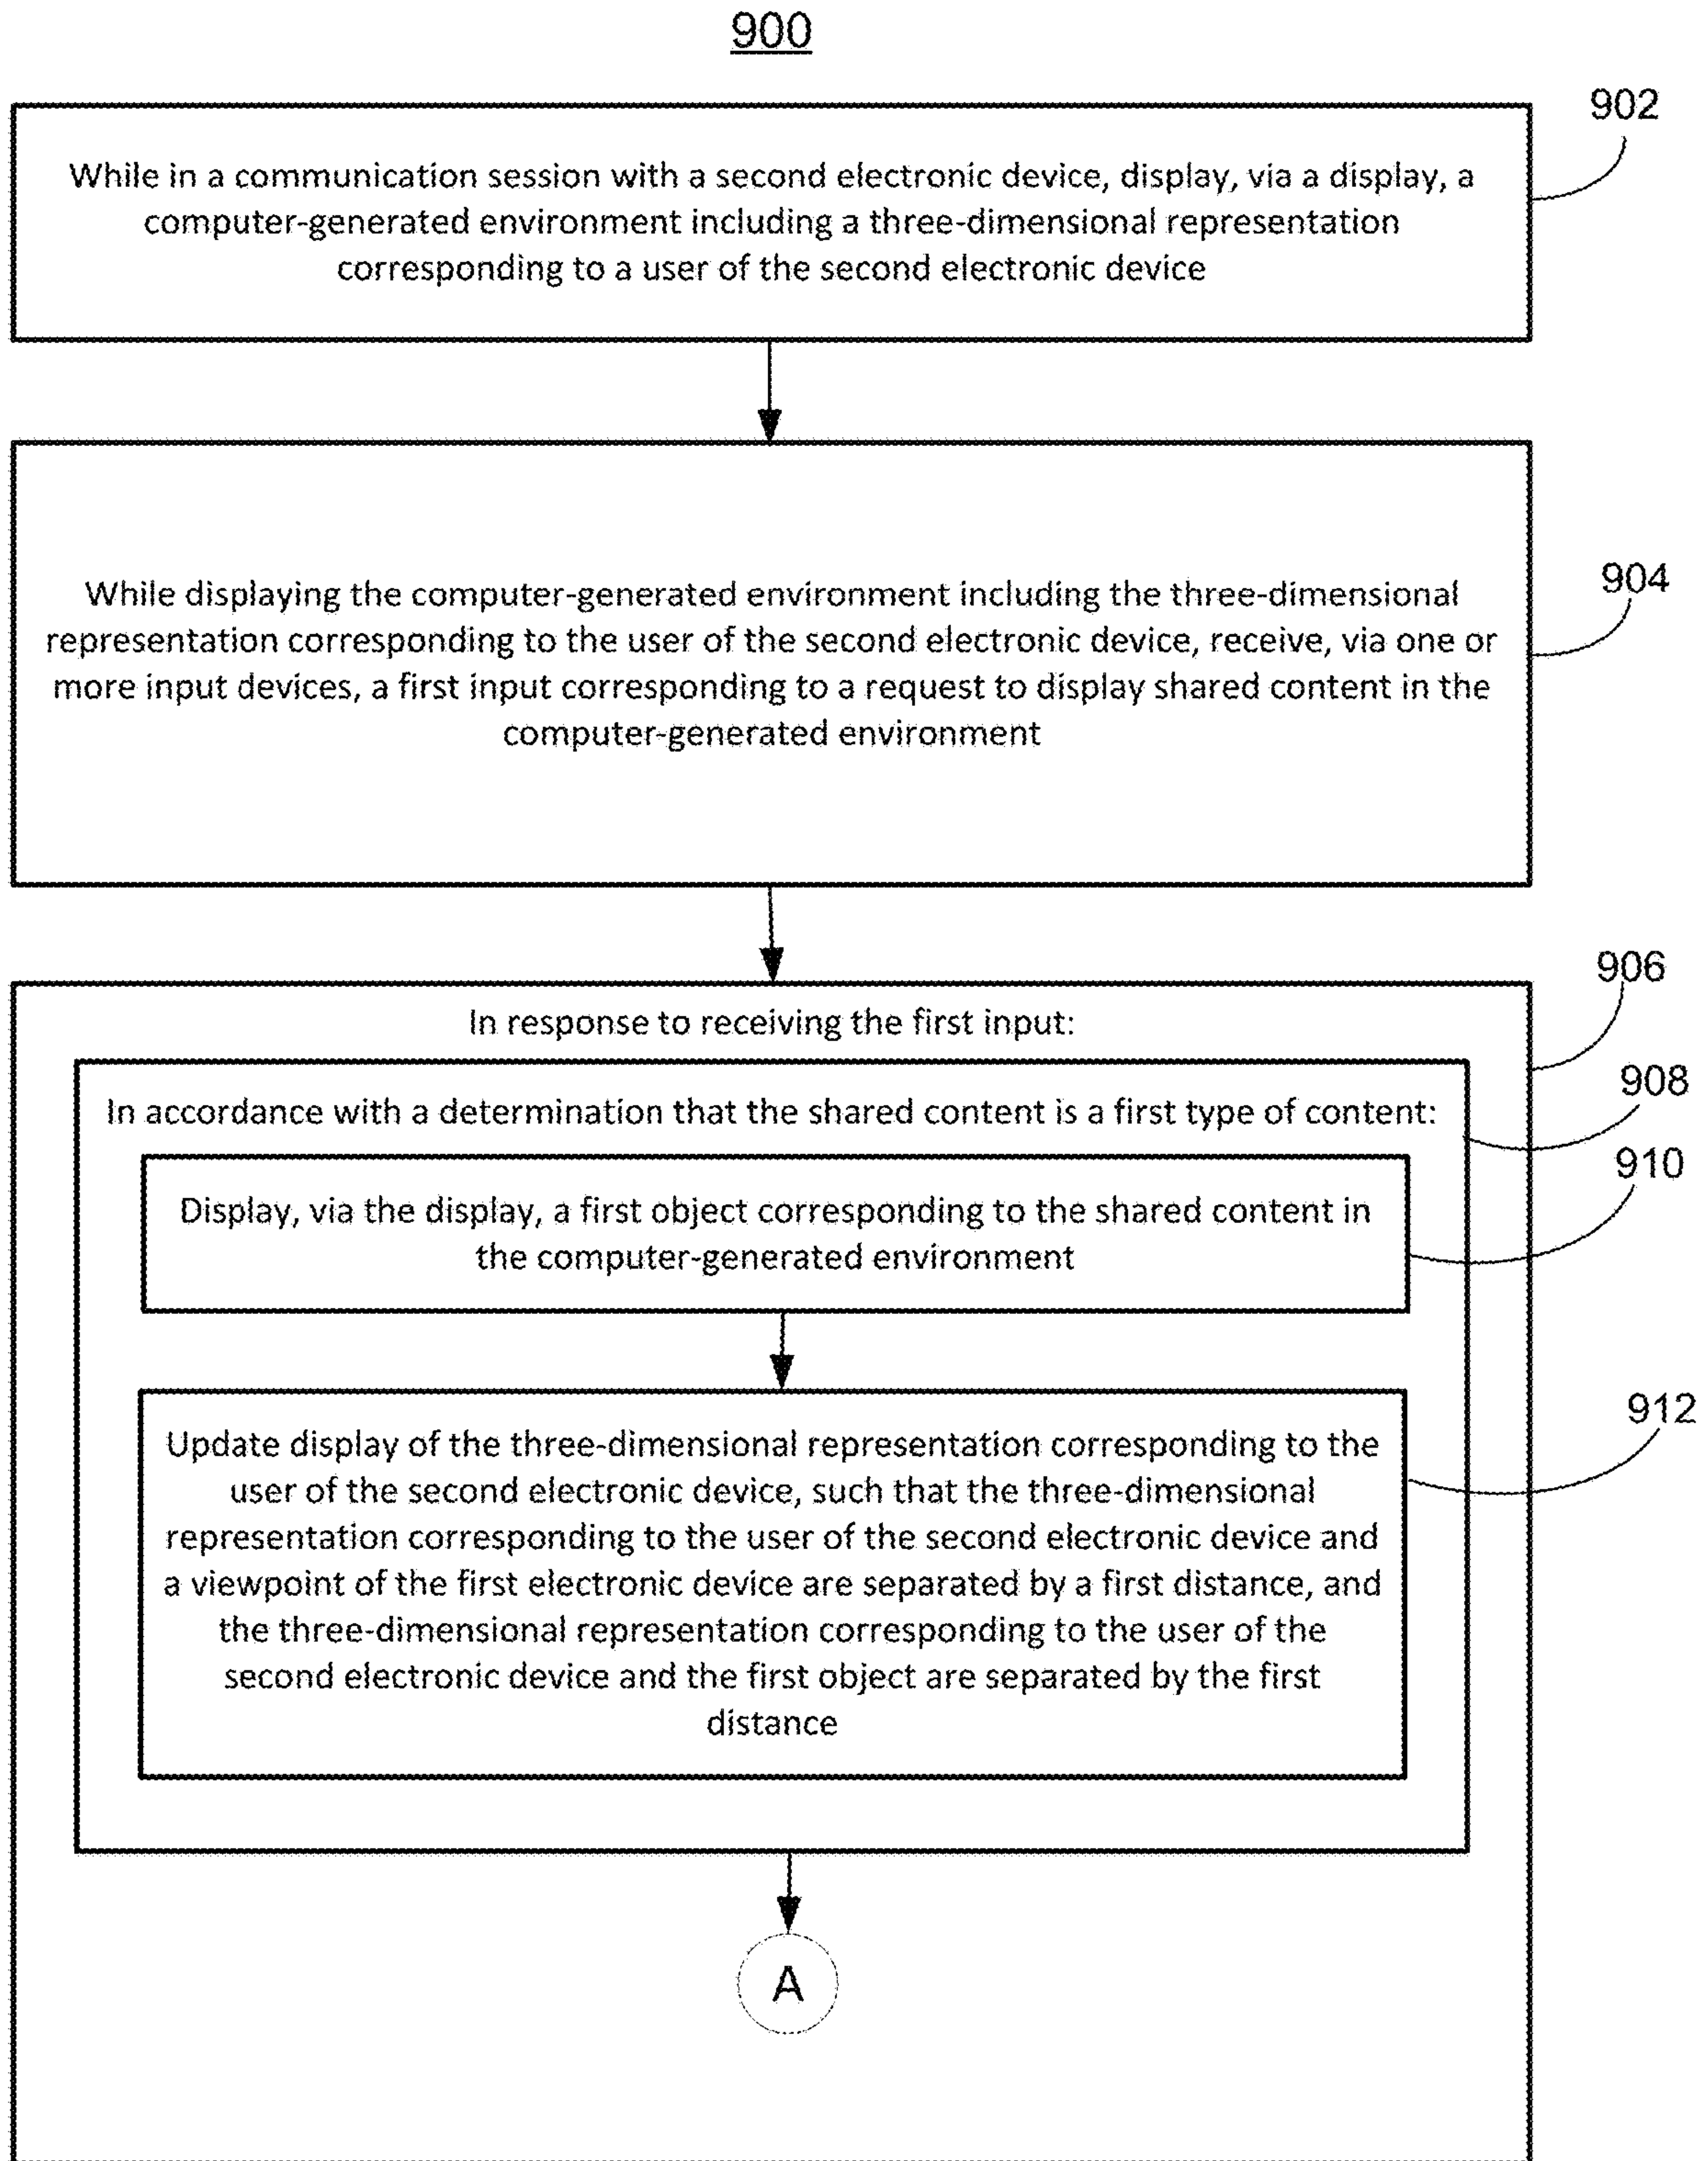 900
902
While in a communication session with a second electronic device, display, via a display, a
computer-generated environment including a three-dimensional representation
corresponding to a user of the second electronic device
904
While displaying the computer-generated environment including the three-dimensional
representation corresponding to the user of the second electronic device, receive, via one or
more input devices, a first input corresponding to a request to display shared content in the
computer-generated environment
906
In response to receiving the first input:
908
In accordance with a determination that the shared content is a first type of content:
910
Display, via the display, a first object corresponding to the shared content in
the computer-generated environment
912
Update display of the three-dimensional representation corresponding to the
user of the second electronic device, such that the three-dimensional
representation corresponding to the user of the second electronic device and
a viewpoint of the first electronic device are separated by a first distance, and
the three-dimensional representation corresponding to the user of the
second electronic device and the first object are separated by the first
distance
A